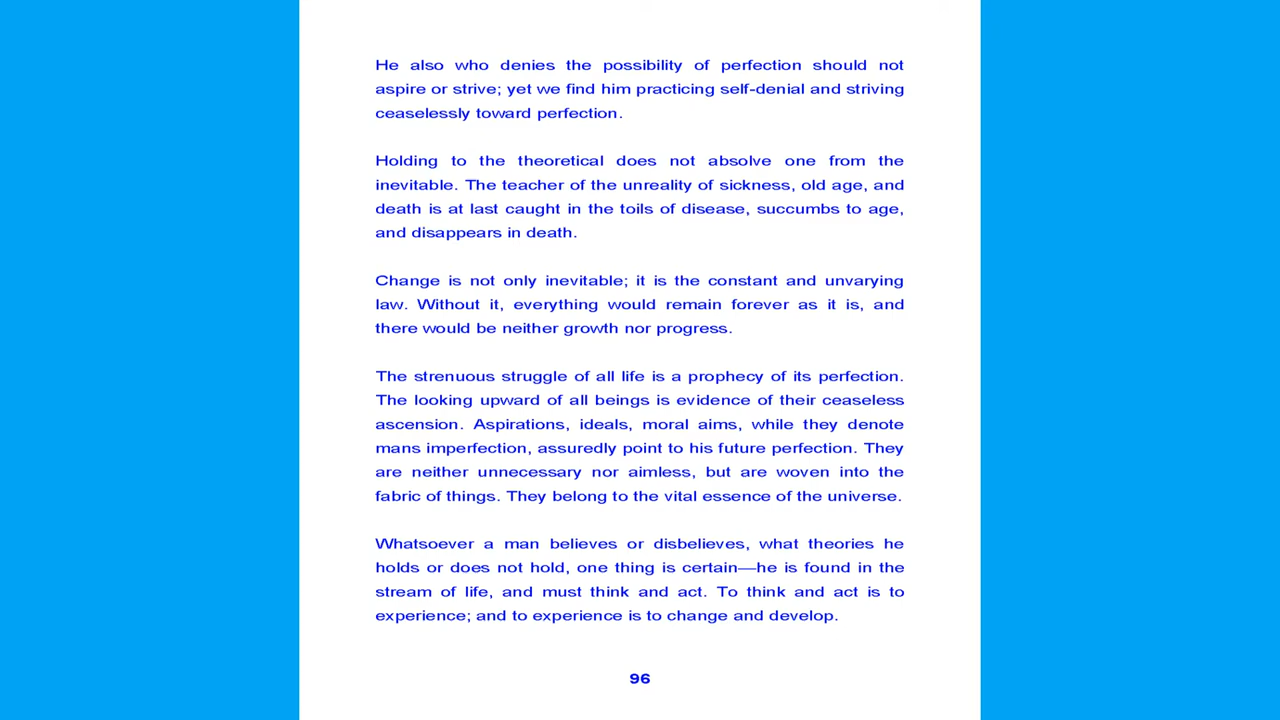 He also who denies the possibility of perfection should not
aspire or strive; yet we find him practicing self-denial and striving
ceaselessly toward perfection.
Holding to the theoretical does not absolve one from the
inevitable. The teacher of the unreality of sickness, old age, and
death is at last caught in the toils of disease, succumbs to age,
and disappears in death.
Change is not only inevitable; it is the constant and unvarying
law. Without it, everything would remain forever as it is, and
there would be neither growth nor progress.
The strenuous struggle of all life is a prophecy of its perfection.
The looking upward of all beings is evidence of their ceaseless
ascension. Aspirations, ideals, moral aims, while they denote
mans imperfection, assuredly point to his future perfection. They
are neither unnecessary nor aimless, but are woven into the
fabric of things. They belong to the vital essence of the universe.
Whatsoever a man believes or disbelieves, what theories he
holds or does not hold, one thing is certain—he is found in the
stream of life, and must think and act. To think and act is to
experience; and to experience is to change and develop.
96